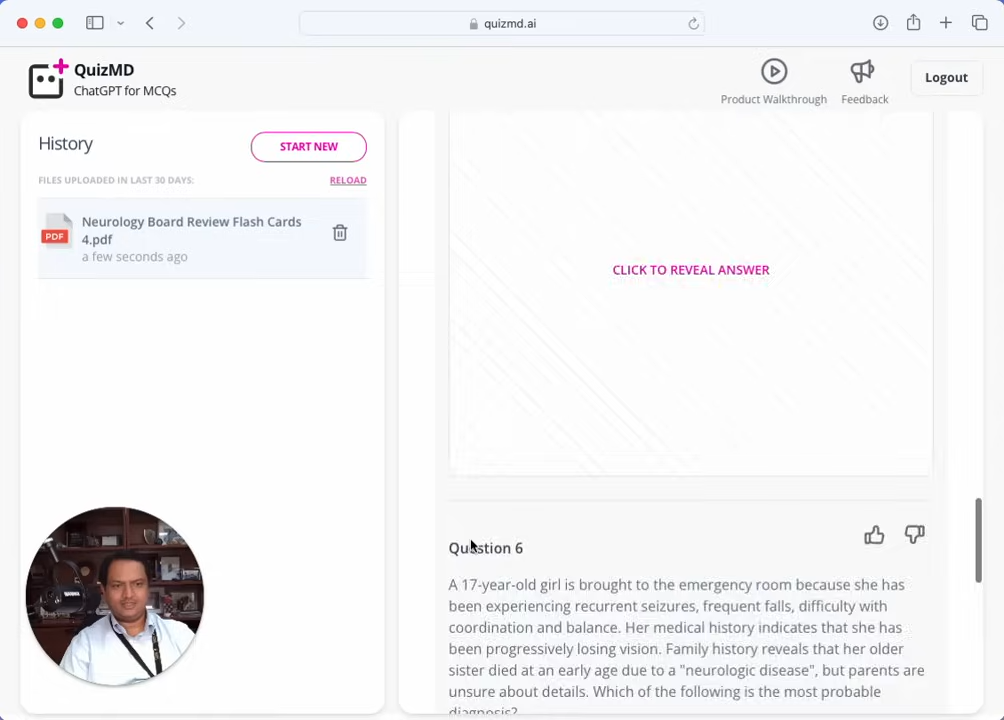 quizmd.ai
QuizMD
ChatGPT for MCQs
Product Walkthrough
Feedback
Logout
History
START NEW
FILES UPLOADED IN LAST 30 DAYS:
RELOAD
PDF
Neurology Board Review Flash Cards
4.pdf
a few seconds ago
CLICK TO REVEAL ANSWER
Question 6
A 17-year-old girl is brought to the emergency room because she has
been experiencing recurrent seizures, frequent falls, difficulty with
coordination and balance. Her medical history indicates that she has
been progressively losing vision. Family history reveals that her older
sister died at an early age due to a "neurologic disease", but parents are
unsure about details. Which of the following is the most probable
diagnosis?